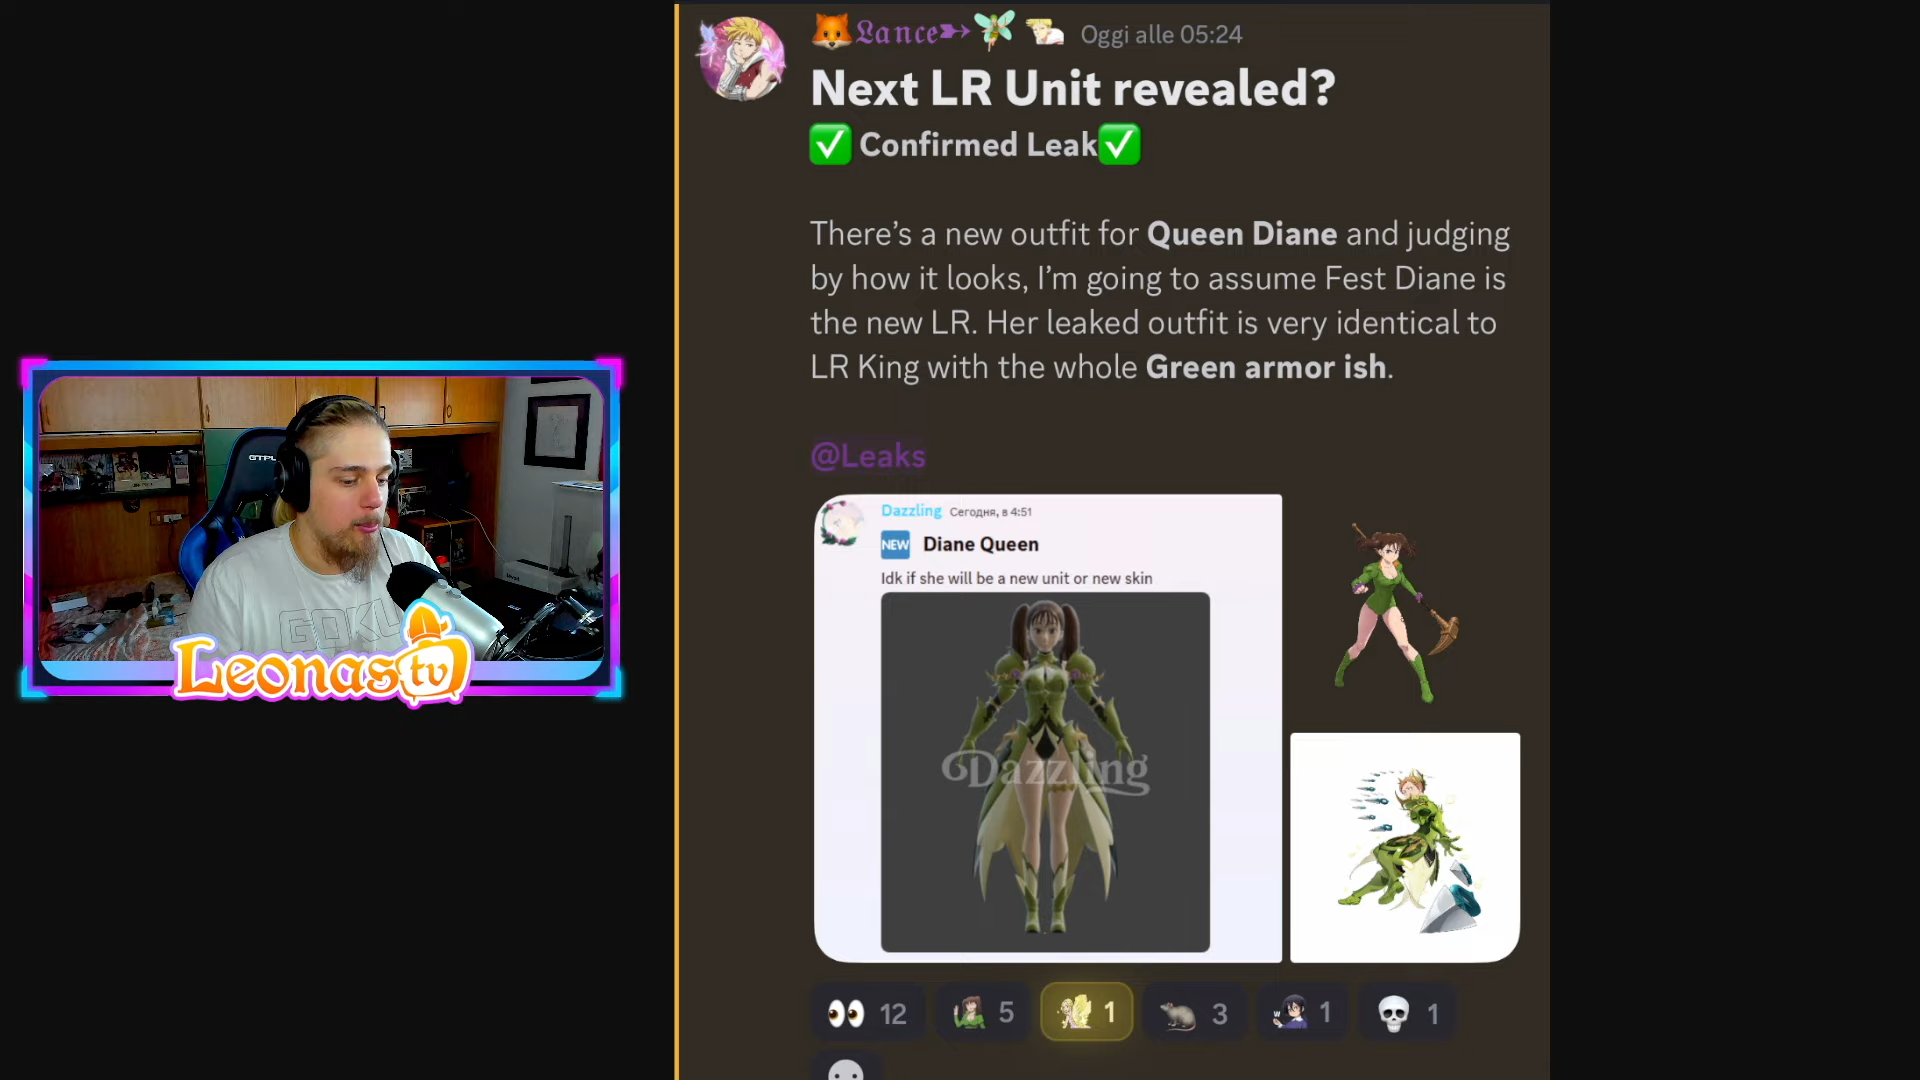 Lance
Oggi alle 05:24
Next LR Unit revealed?
Confirmed Leak
There's a new outfit for Queen Diane and judging
by how it looks, I'm going to assume Fest Diane is
the new LR. Her leaked outfit is very identical to
LR King with the whole Green armor ish.
@Leaks
Dazzling Сегодня, в 4:51
NEW Diane Queen
Idk if she will be a new unit or new skin
Dazzling
12
5
1
3
1
1
GOKU
Leonas tv